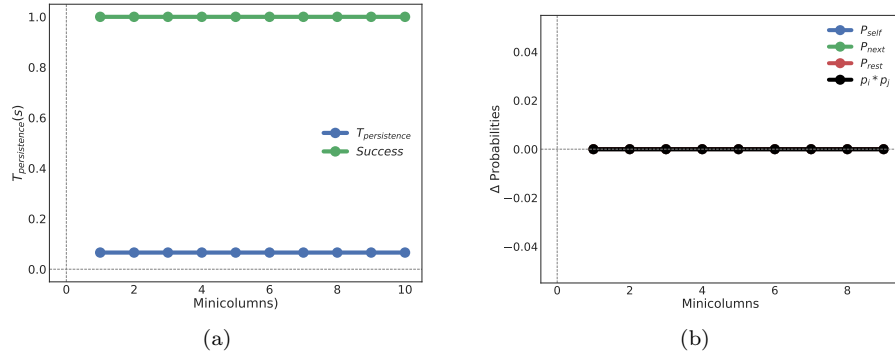 1.0
0.8
0.6
0.4
0.2
0.0
T_persistence(s)
T_persistence
Success
0 2 4 6 8 10
Minicolumns)
(a)
0.04
0.02
0.00
−0.02
−0.04
Δ Probabilities
P_self
P_next
P_rest
p_i * p_j
0 2 4 6 8
Minicolumns
(b)